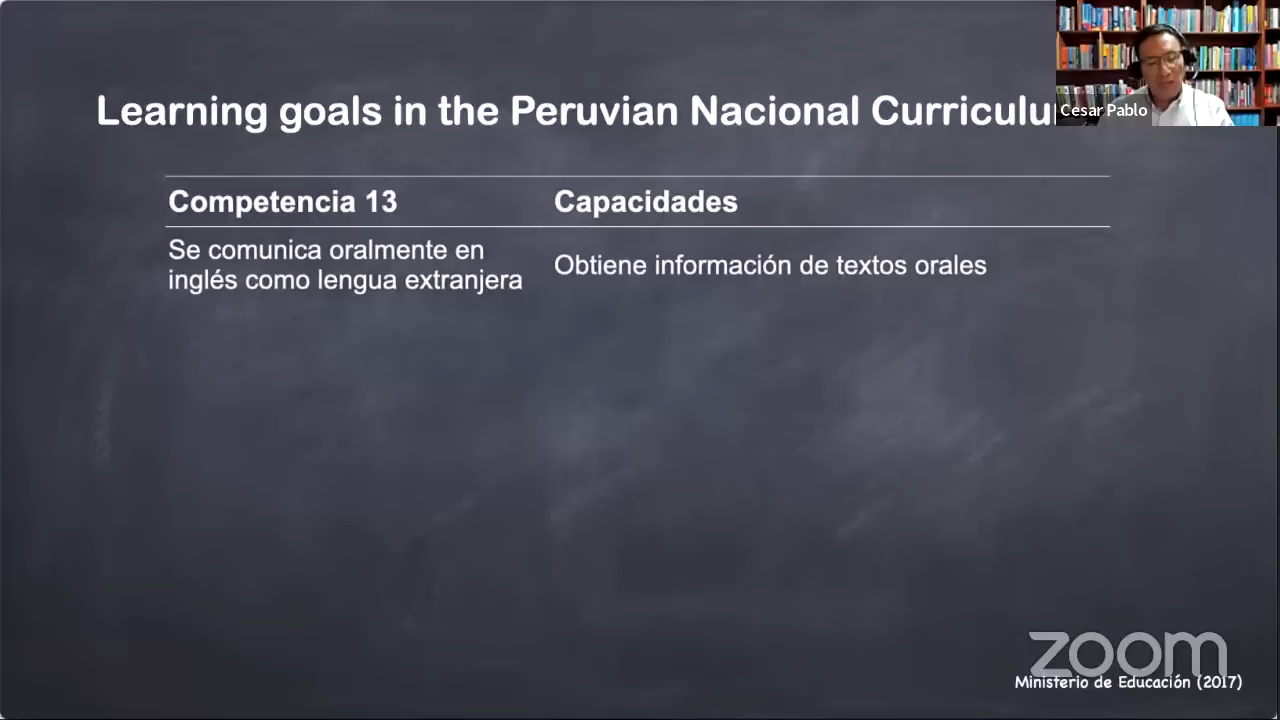 Learning goals in the Peruvian Nacional Curriculu
Cesar Pablo
Competencia 13
Capacidades
Se comunica oralmente en
inglés como lengua extranjera
Obtiene información de textos orales
zoom
Ministerio de Educación (2017)